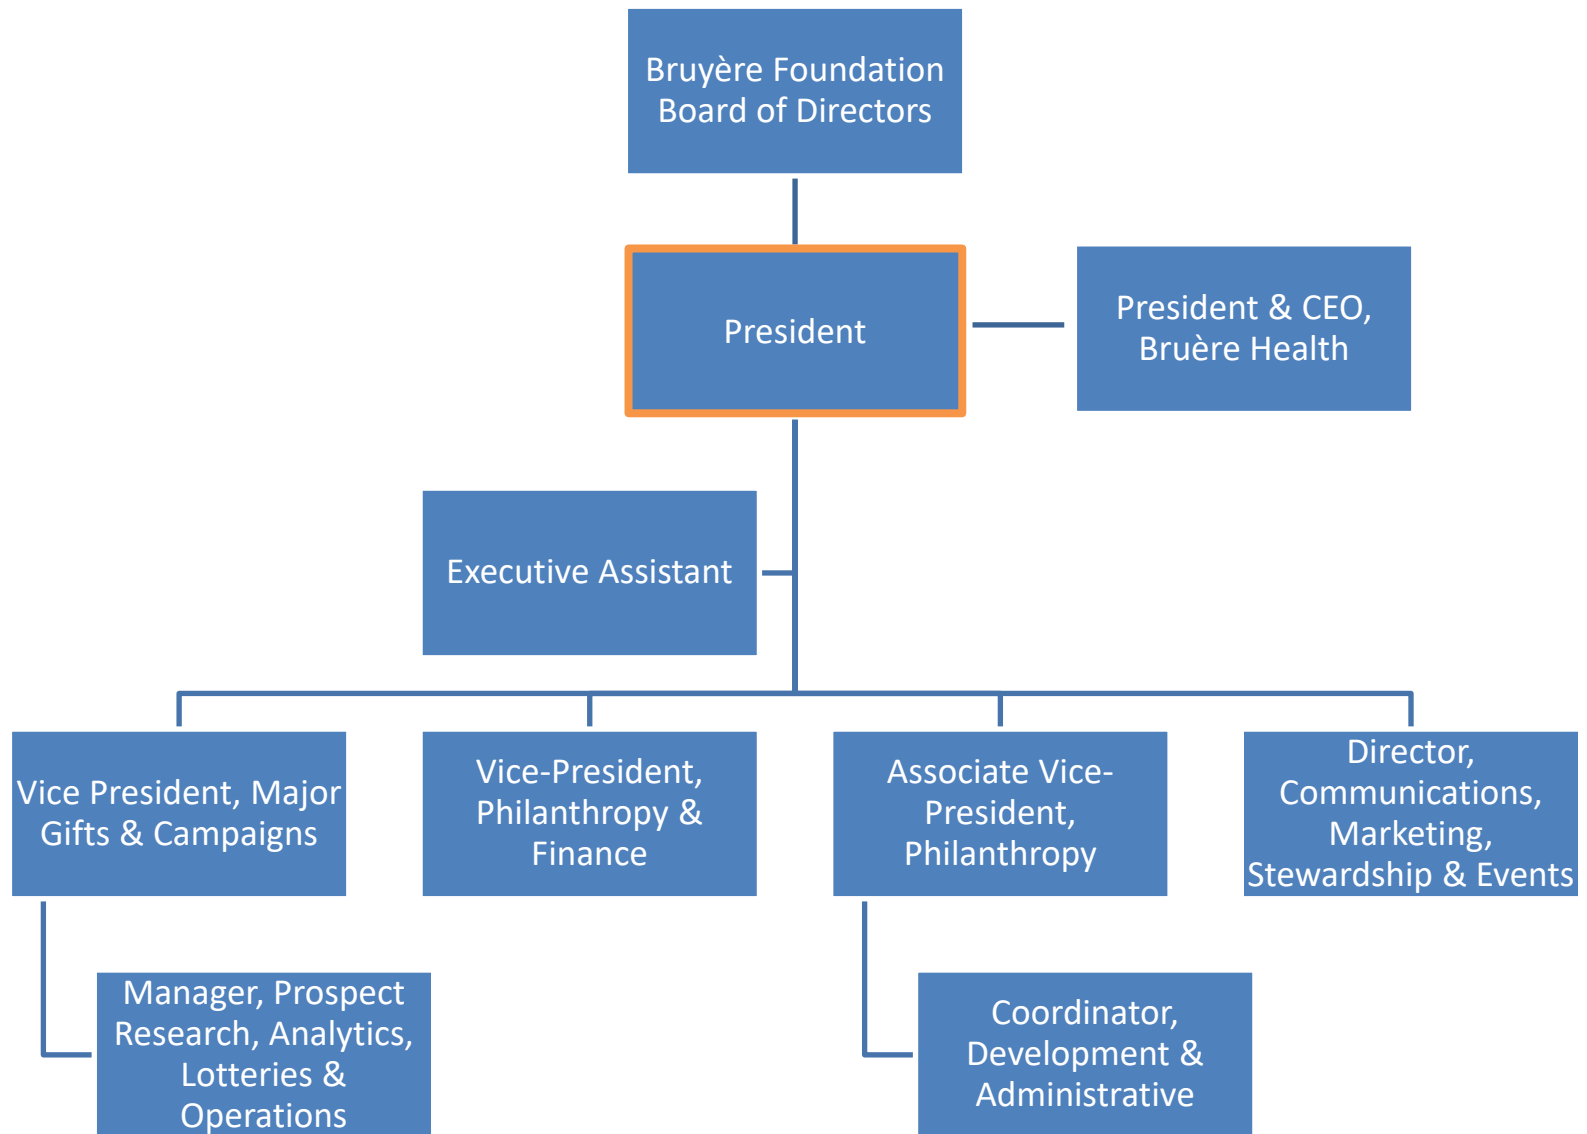 Bruyère Foundation
Board of Directors
President
President & CEO,
Bruère Health
Executive Assistant
Vice President, Major
Gifts & Campaigns
Vice-President,
Philanthropy &
Finance
Associate Vice-
President,
Philanthropy
Director,
Communications,
Marketing,
Stewardship & Events
Manager, Prospect
Research, Analytics,
Lotteries &
Operations
Coordinator,
Development &
Administrative